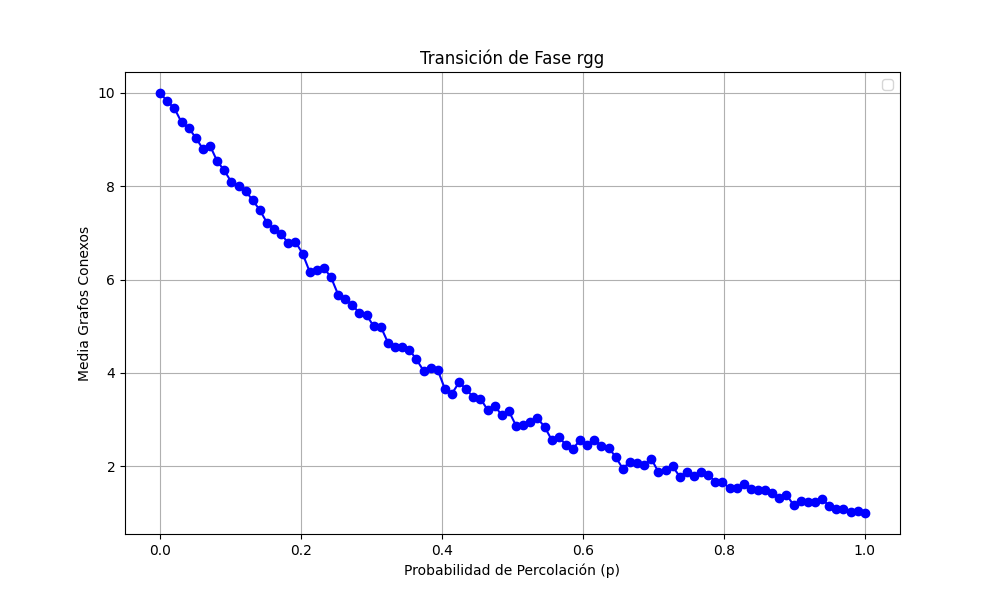 Transición de Fase rgg
Media Grafos Conexos
10
8
6
4
2
0.0 0.2 0.4 0.6 0.8 1.0
Probabilidad de Percolación (p)